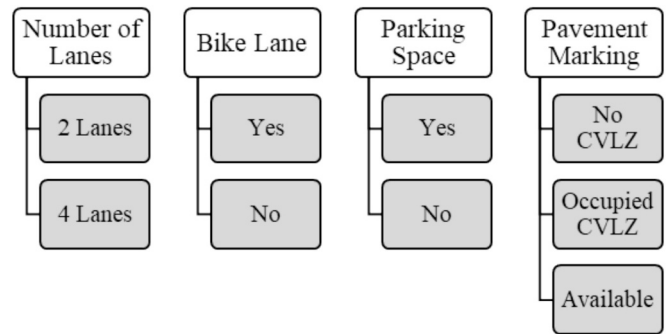 Number of
Lanes
2 Lanes
4 Lanes
Bike Lane
Yes
No
Parking
Space
Yes
No
Pavement
Marking
No
CVLZ
Occupied
CVLZ
Available